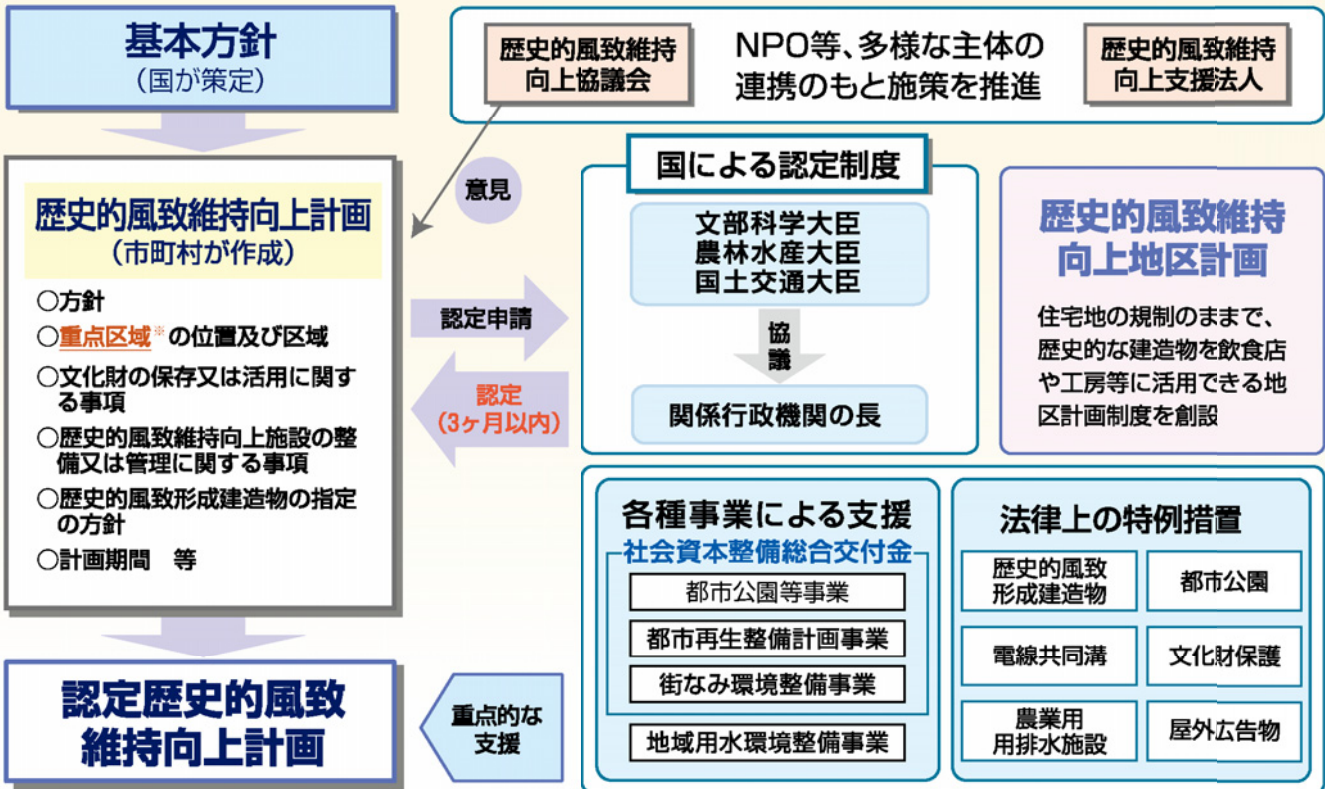 基本方針
(国が策定)
歴史的風致維持
向上協議会
NPO等、多様な主体の
連携のもと施策を推進
歴史的風致維持
向上支援法人
意見
歴史的風致維持向上計画
(市町村が作成)
○方針
○重点区域※の位置及び区域
○文化財の保存又は活用に関す
る事項
○歴史的風致維持向上施設の整
備又は管理に関する事項
○歴史的風致形成建造物の指定
の方針
○計画期間 等
認定申請
認定
(3ヶ月以内)
国による認定制度
文部科学大臣
農林水産大臣
国土交通大臣
協議
関係行政機関の長
歴史的風致維持
向上地区計画
住宅地の規制のままで、
歴史的な建造物を飲食店
や工房等に活用できる地
区計画制度を創設
認定歴史的風致
維持向上計画
重点的な
支援
各種事業による支援
社会資本整備総合交付金
都市公園等事業
都市再生整備計画事業
街なみ環境整備事業
地域用水環境整備事業
法律上の特例措置
歴史的風致
形成建造物
都市公園
電線共同溝
文化財保護
農業用
用排水施設
屋外広告物